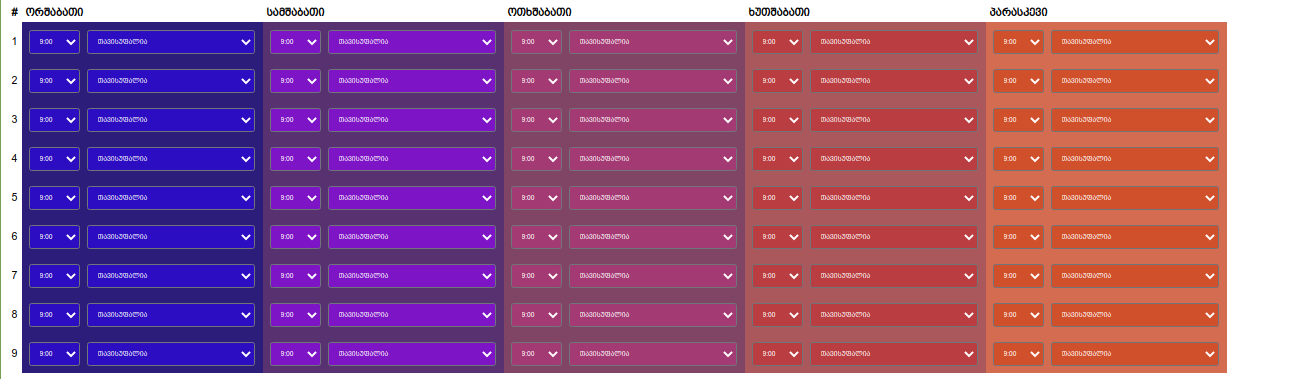 # ორშაბათი სამშაბათი ოთხშაბათი ხუთშაბათი პარასკევი
1 9:00 თავისუფალია 9:00 თავისუფალია 9:00 თავისუფალია 9:00 თავისუფალია 9:00 თავისუფალია
2 9:00 თავისუფალია 9:00 თავისუფალია 9:00 თავისუფალია 9:00 თავისუფალია 9:00 თავისუფალია
3 9:00 თავისუფალია 9:00 თავისუფალია 9:00 თავისუფალია 9:00 თავისუფალია 9:00 თავისუფალია
4 9:00 თავისუფალია 9:00 თავისუფალია 9:00 თავისუფალია 9:00 თავისუფალია 9:00 თავისუფალია
5 9:00 თავისუფალია 9:00 თავისუფალია 9:00 თავისუფალია 9:00 თავისუფალია 9:00 თავისუფალია
6 9:00 თავისუფალია 9:00 თავისუფალია 9:00 თავისუფალია 9:00 თავისუფალია 9:00 თავისუფალია
7 9:00 თავისუფალია 9:00 თავისუფალია 9:00 თავისუფალია 9:00 თავისუფალია 9:00 თავისუფალია
8 9:00 თავისუფალია 9:00 თავისუფალია 9:00 თავისუფალია 9:00 თავისუფალია 9:00 თავისუფალია
9 9:00 თავისუფალია 9:00 თავისუფალია 9:00 თავისუფალია 9:00 თავისუფალია 9:00 თავისუფალია